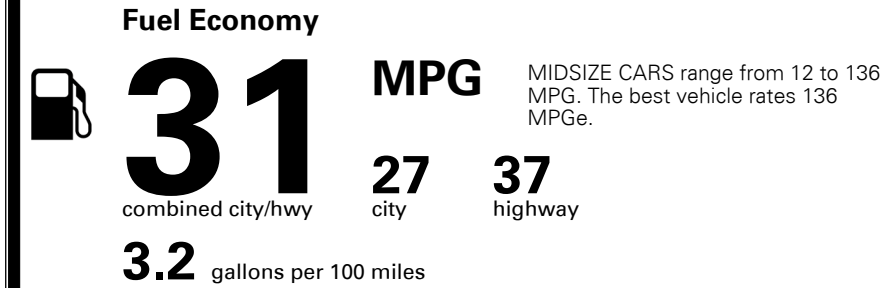 Fuel Economy
31 MPG
MIDSIZE CARS range from 12 to 136
MPG. The best vehicle rates 136
MPGe.
27 37
combined city/hwy city highway
3.2 gallons per 100 miles